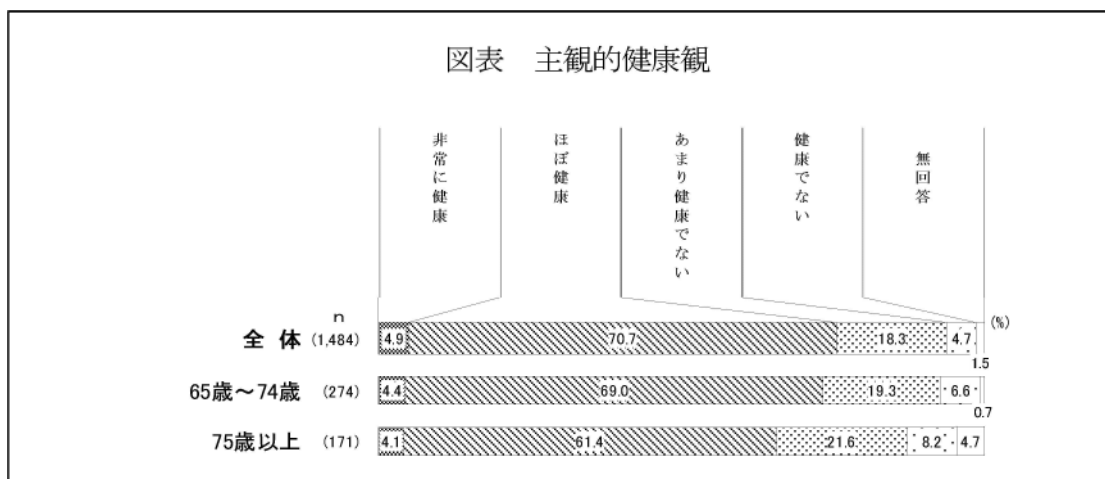 図表　主観的健康観
非常に健康
ほぼ健康
あまり健康でない
健康でない
無回答
n
(%)
全 体 (1,484) 4.9 70.7 18.3 4.7
1.5
65歳～74歳 (274) 4.4 69.0 19.3 6.6
0.7
75歳以上 (171) 4.1 61.4 21.6 8.2 4.7